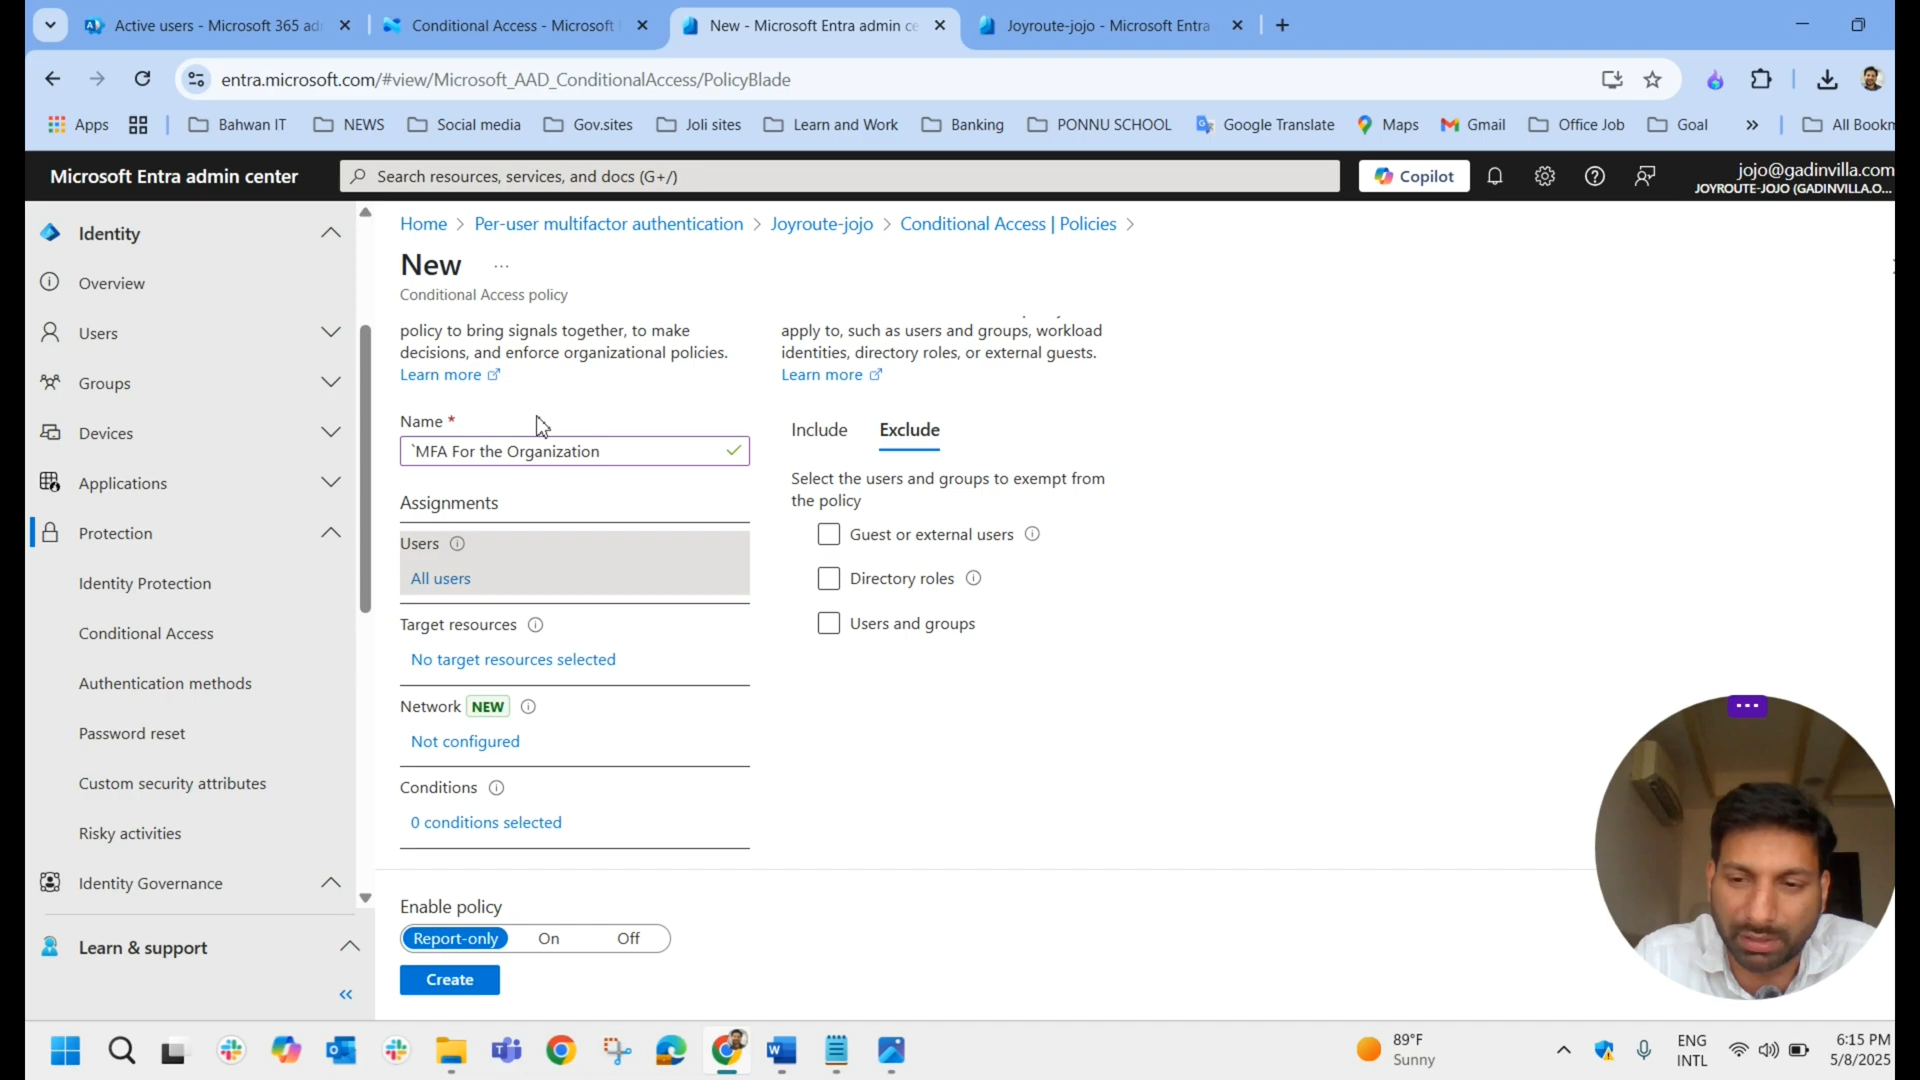 Active users - Microsoft 365 ad
Conditional Access - Microsoft
New - Microsoft Entra admin ce
Joyroute-jojo - Microsoft Entra
entra.microsoft.com/#view/Microsoft_AAD_ConditionalAccess/PolicyBlade
Apps
Bahwan IT
NEWS
Social media
Gov.sites
Joli sites
Learn and Work
Banking
PONNU SCHOOL
Google Translate
Maps
Gmail
Office Job
Goal
»
All Bookm
Microsoft Entra admin center
Search resources, services, and docs (G+/)
Copilot
jojo@gadinvilla.com
JOYROUTE-JOJO (GADINVILLA.O...
Identity
Overview
Users
Groups
Devices
Applications
Protection
Identity Protection
Conditional Access
Authentication methods
Password reset
Custom security attributes
Risky activities
Identity Governance
Learn & support
«
Home > Per-user multifactor authentication > Joyroute-jojo > Conditional Access | Policies >
New ...
Conditional Access policy
policy to bring signals together, to make
decisions, and enforce organizational policies.
Learn more
Name *
`MFA For the Organization
Assignments
Users
All users
Target resources
No target resources selected
Network NEW
Not configured
Conditions
0 conditions selected
apply to, such as users and groups, workload
identities, directory roles, or external guests.
Learn more
Include
Exclude
Select the users and groups to exempt from
the policy
Guest or external users
Directory roles
Users and groups
Enable policy
Report-only
On
Off
Create
89°F
Sunny
ENG
INTL
6:15 PM
5/8/2025